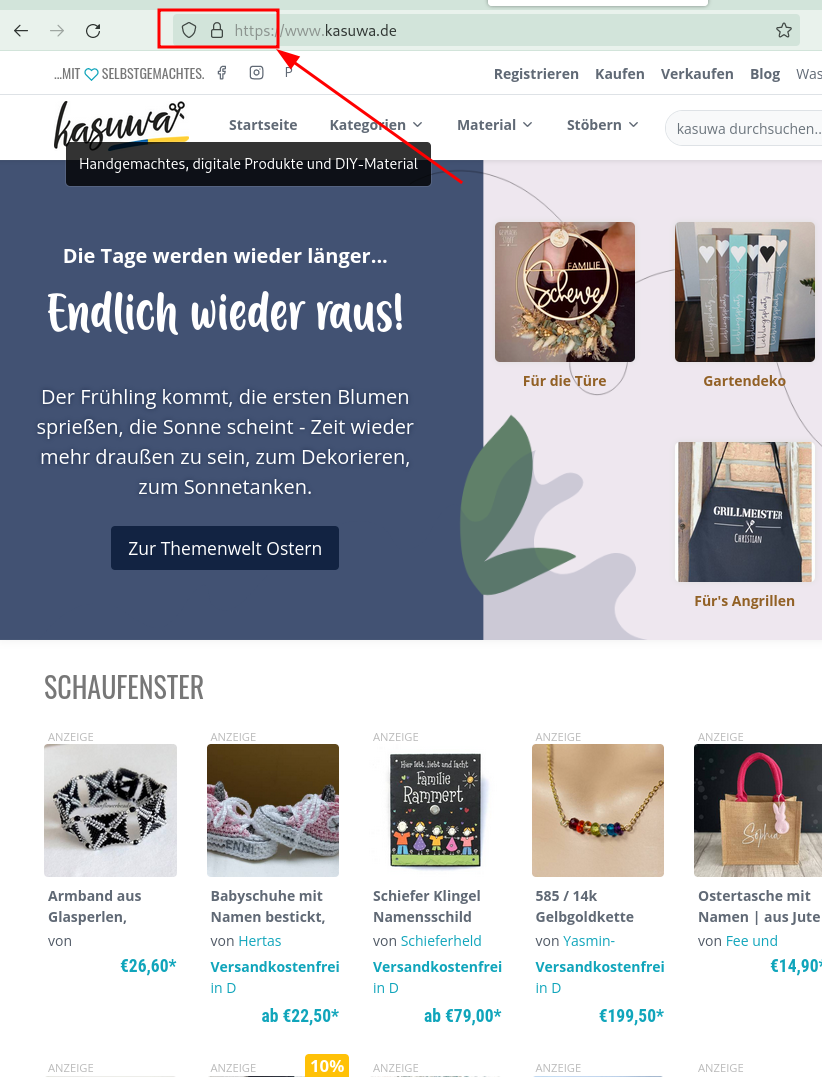 https://www.kasuwa.de
...MIT SELBSTGEMACHTES.
P
Registrieren Kaufen Verkaufen Blog Was
kasuwa
Startseite Kategorien Material Stöbern kasuwa durchsuchen...
Handgemachtes, digitale Produkte und DIY-Material
Die Tage werden wieder länger...
Endlich wieder raus!
Der Frühling kommt, die ersten Blumen
sprießen, die Sonne scheint - Zeit wieder
mehr draußen zu sein, zum Dekorieren,
zum Sonnetanken.
Zur Themenwelt Ostern
FAMILIE
Schewe
Für die Türe
Gartendeko
GRILLMEISTER
CHRISTIAN
Für's Angrillen
SCHAUFENSTER
ANZEIGE ANZEIGE ANZEIGE ANZEIGE ANZEIGE
Hier lebt, liebt und lacht
Familie
Rammert
Sophia
Armband aus
Glasperlen,
von
€26,60*
Babyschuhe mit
Namen bestickt,
von Hertas
Versandkostenfrei
in D
ab €22,50*
Schiefer Klingel
Namensschild
von Schieferheld
Versandkostenfrei
in D
ab €79,00*
585 / 14k
Gelbgoldkette
von Yasmin-
Versandkostenfrei
in D
€199,50*
Ostertasche mit
Namen | aus Jute
von Fee und
€14,90*
ANZEIGE ANZEIGE 10% ANZEIGE ANZEIGE ANZEIGE